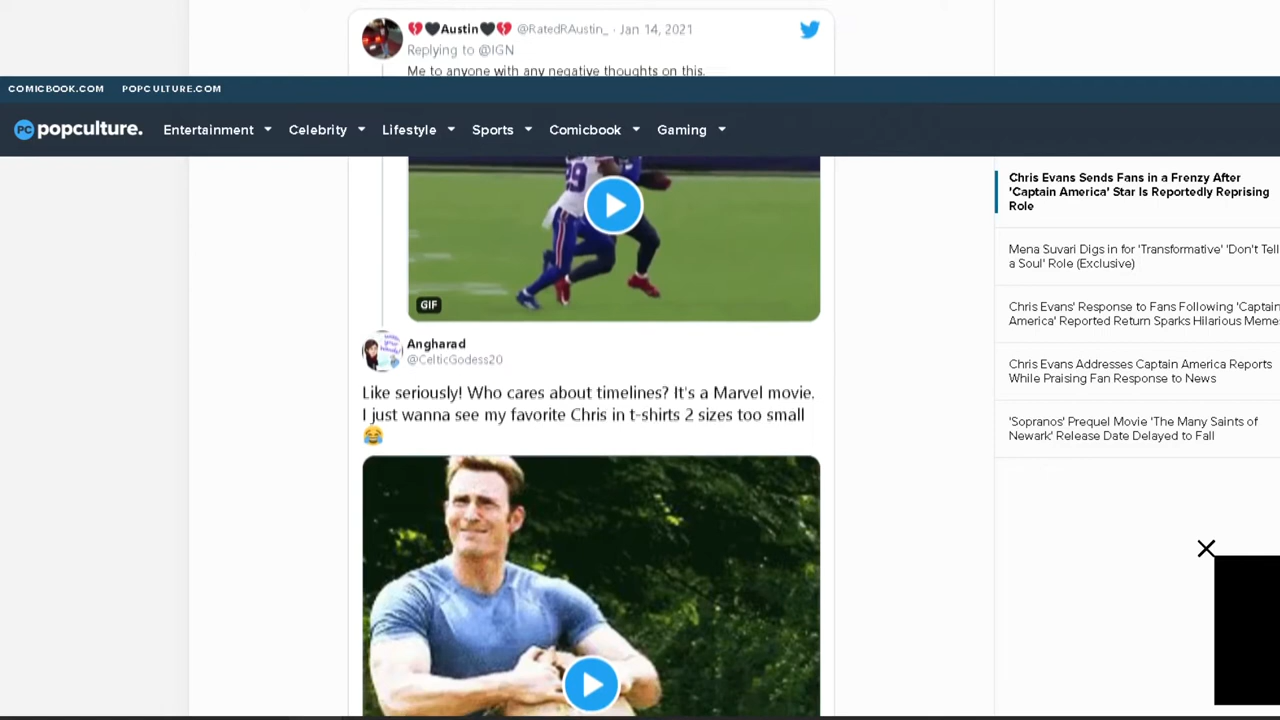 💔🖤Austin🖤💔 @RatedRAustin_ · Jan 14, 2021
Replying to @IGN
Me to anyone with any negative thoughts on this.
COMICBOOK.COM POPCULTURE.COM
PC popculture. Entertainment Celebrity Lifestyle Sports Comicbook Gaming
29
GIF
Angharad
@CelticGodess20
Like seriously! Who cares about timelines? It's a Marvel movie.
I just wanna see my favorite Chris in t-shirts 2 sizes too small
😂
Chris Evans Sends Fans in a Frenzy After
'Captain America' Star Is Reportedly Reprising
Role
Mena Suvari Digs in for 'Transformative' 'Don't Tell
a Soul' Role (Exclusive)
Chris Evans' Response to Fans Following 'Captain
America' Reported Return Sparks Hilarious Meme
Chris Evans Addresses Captain America Reports
While Praising Fan Response to News
'Sopranos' Prequel Movie 'The Many Saints of
Newark' Release Date Delayed to Fall